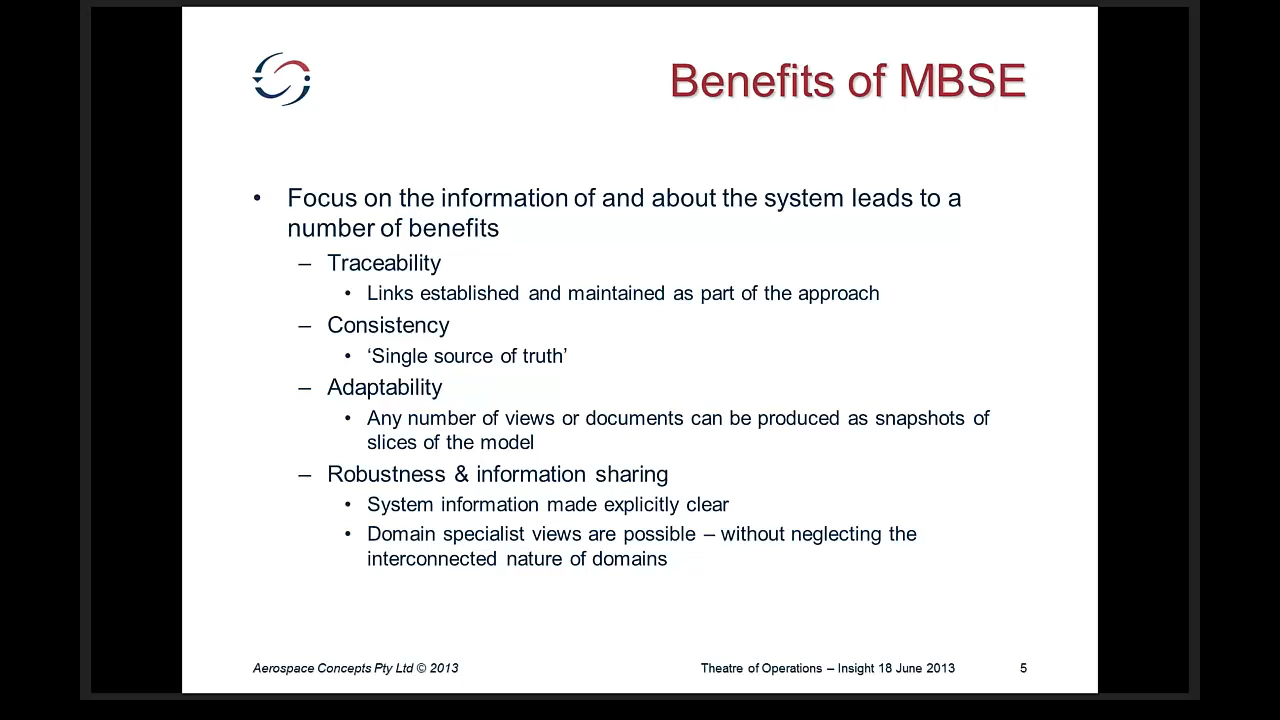 Benefits of MBSE
• Focus on the information of and about the system leads to a
number of benefits
– Traceability
• Links established and maintained as part of the approach
– Consistency
• ‘Single source of truth’
– Adaptability
• Any number of views or documents can be produced as snapshots of
slices of the model
– Robustness & information sharing
• System information made explicitly clear
• Domain specialist views are possible – without neglecting the
interconnected nature of domains
Aerospace Concepts Pty Ltd © 2013
Theatre of Operations – Insight 18 June 2013
5